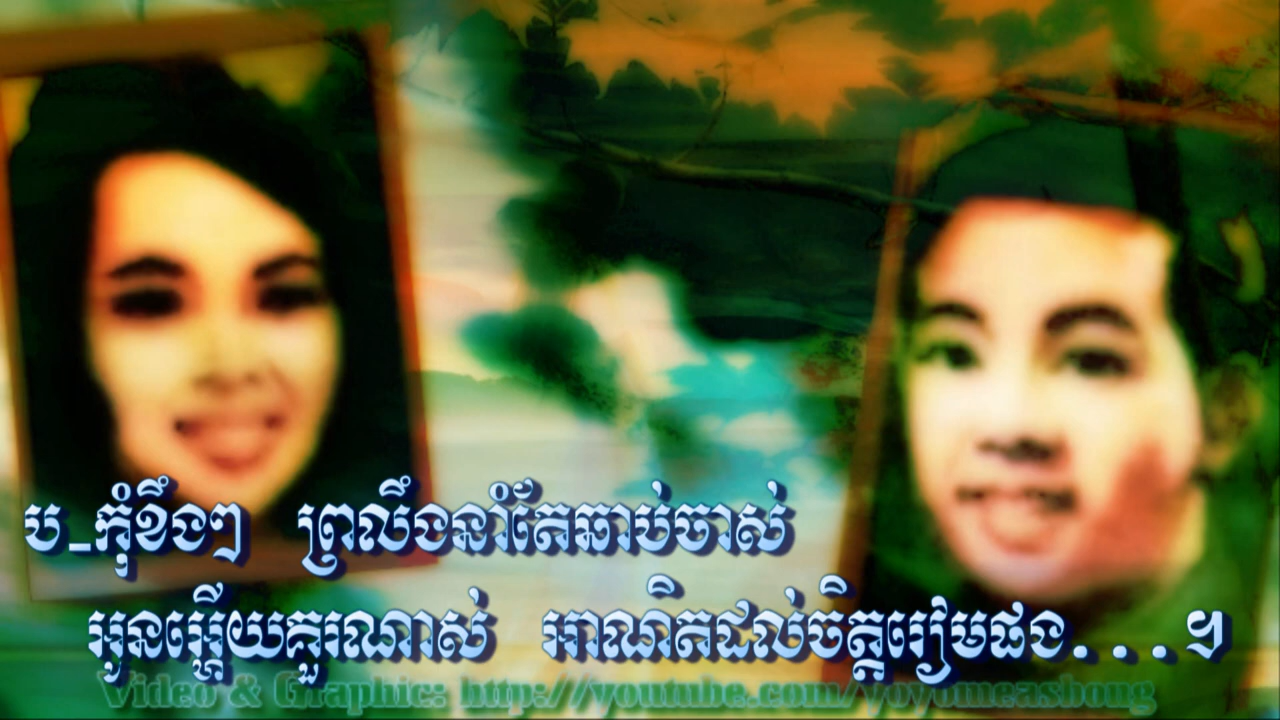 ប_កុំខឹងៗ ព្រលឹងនាំតែឆាប់ចាស់
អូនអ្ហើយគួរណាស់ អាណិតដល់ចិត្តរៀមផង...។
Video & Graphic: http://youtube.com/yoyomeasbong